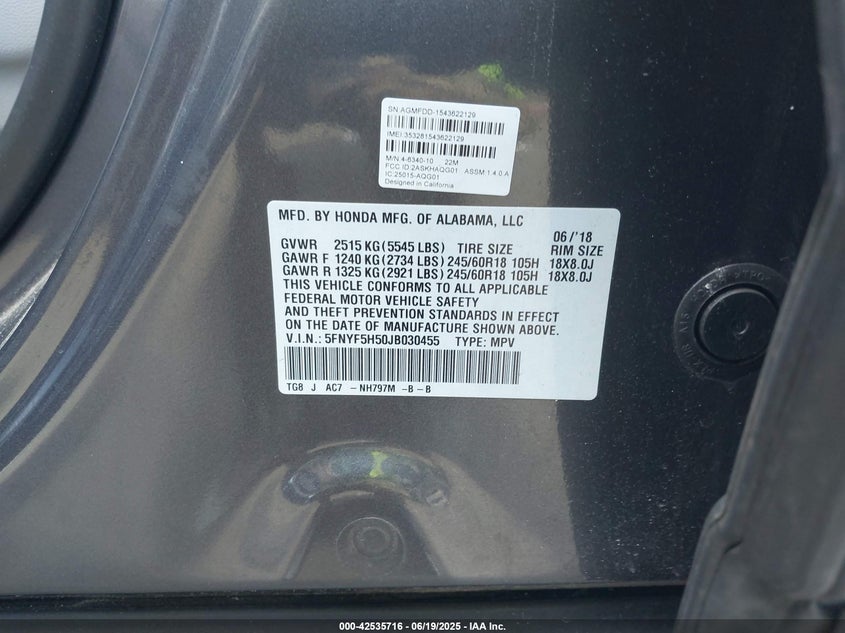 SN:AGMFDD-1543622129
IMEI:353281543622129
M/N 4-6340-10 22M
FCC ID:2ASKHAQG01 ASSM:1.4.0.A
IC:25015-AQG01
Designed in California
MFD. BY HONDA MFG. OF ALABAMA, LLC
06/'18
GVWR 2515 KG(5545 LBS) TIRE SIZE RIM SIZE
GAWR F 1240 KG(2734 LBS) 245/60R18 105H 18X8.0J
GAWR R 1325 KG(2921 LBS) 245/60R18 105H 18X8.0J
THIS VEHICLE CONFORMS TO ALL APPLICABLE
FEDERAL MOTOR VEHICLE SAFETY
AND THEFT PREVENTION STANDARDS IN EFFECT
ON THE DATE OF MANUFACTURE SHOWN ABOVE.
V.I.N.: 5FNYF5H50JB030455 TYPE: MPV
TG8 J AC7 -NH797M -B-B
000-42535716 - 06/19/2025 - IAA Inc.